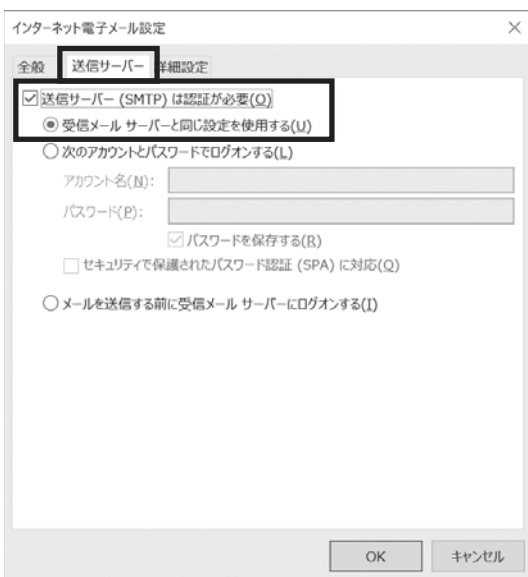 インターネット電子メール設定
全般 送信サーバー 詳細設定
送信サーバー (SMTP) は認証が必要(O)
受信メール サーバーと同じ設定を使用する(U)
次のアカウントとパスワードでログオンする(L)
アカウント名(N):
パスワード(P):
パスワードを保存する(R)
セキュリティで保護されたパスワード認証 (SPA) に対応(Q)
メールを送信する前に受信メール サーバーにログオンする(I)
OK キャンセル